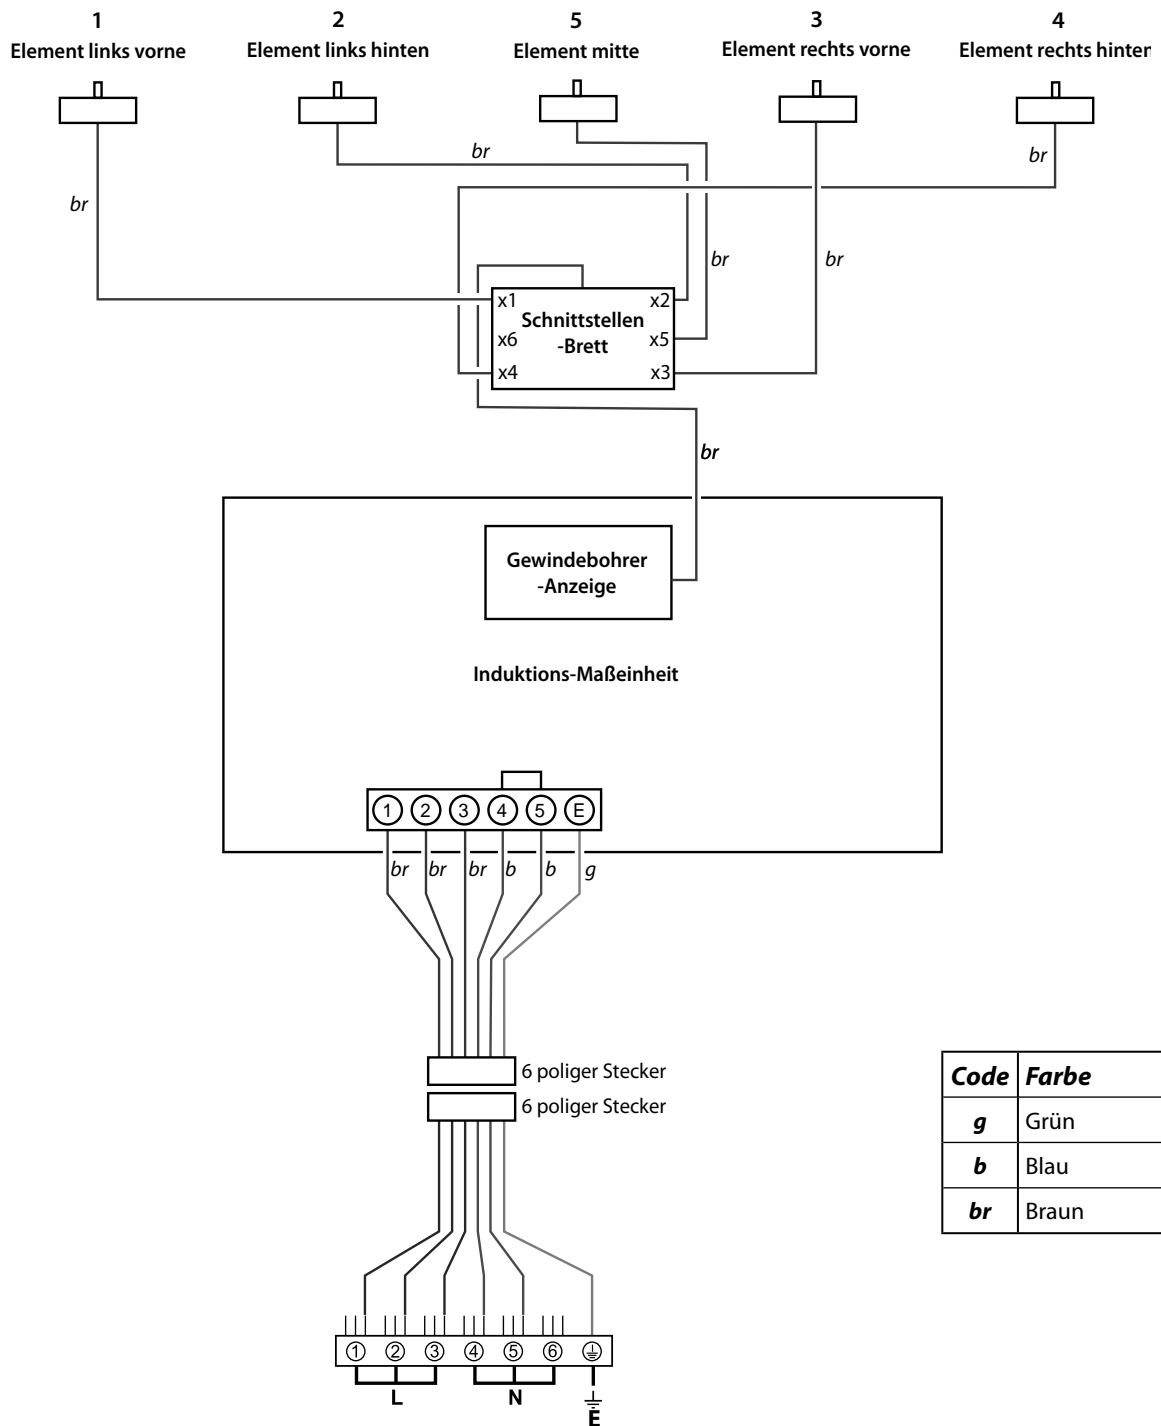 1
Element links vorne
2
Element links hinten
5
Element mitte
3
Element rechts vorne
4
Element rechts hinten
br
br
br
br
br
x1
x2
Schnittstellen
x6
-Brett
x5
x4
x3
br
Gewindebohrer
-Anzeige
Induktions-Maßeinheit
1 2 3 4 5 E
br br br b b g
6 poliger Stecker
6 poliger Stecker
Code Farbe
g Grün
b Blau
br Braun
1 2 3 4 5 6
L N
E